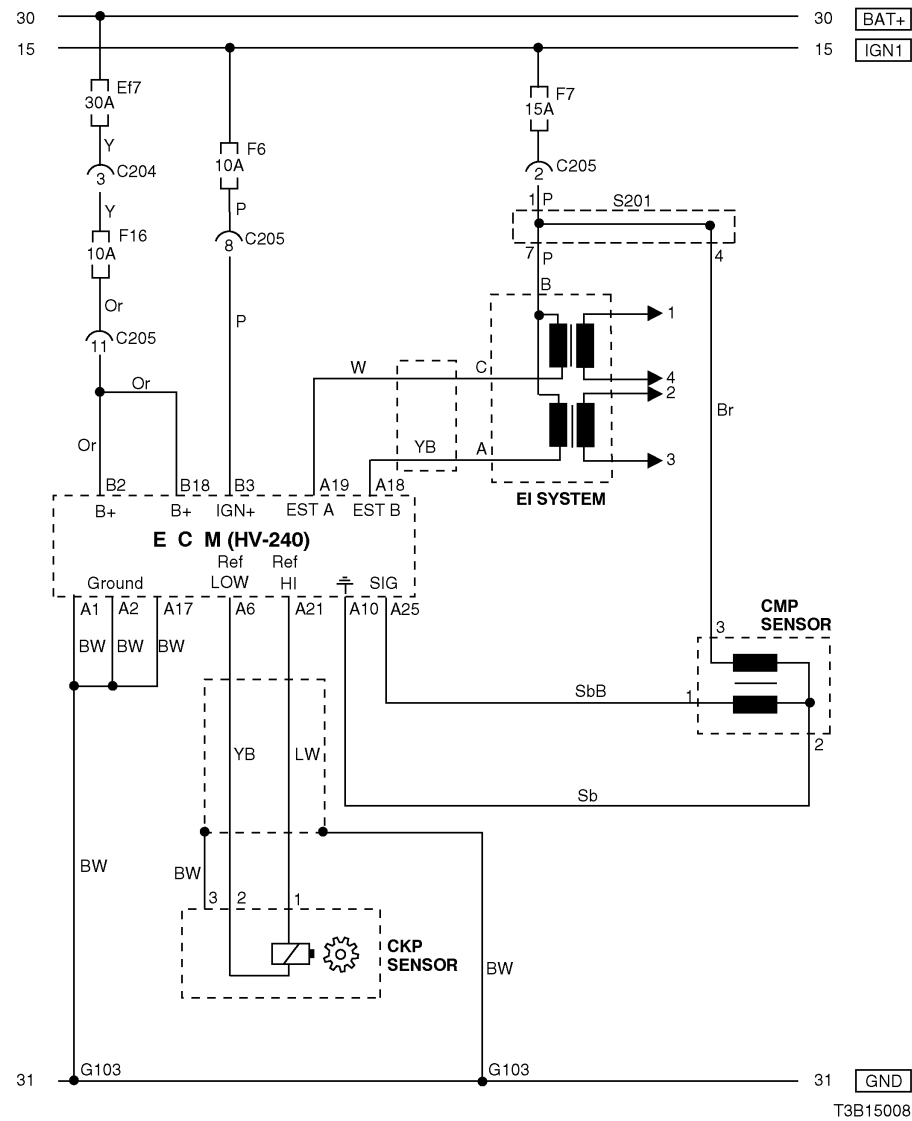 30 30 BAT+
15 15 IGN1
Ef7
30A
F7
15A
Y
F6
10A
C204
3
C205
2
Y
P
1 P
S201
F16
10A
C205
8
7 P
4
B
Or
P
1
C205
11
W
C
4
2
Or
Br
Or
YB
A
3
B2 B18 B3 A19 A18
EI SYSTEM
B+ B+ IGN+ EST A EST B
E C M (HV-240)
Ref Ref
Ground LOW HI SIG
A1 A2 A17 A6 A21 A10 A25
CMP
SENSOR
3
BW BW BW
SbB
1
2
YB LW
Sb
BW
BW
3 2 1
CKP
SENSOR
BW
G103 G103
31 31 GND
T3B15008